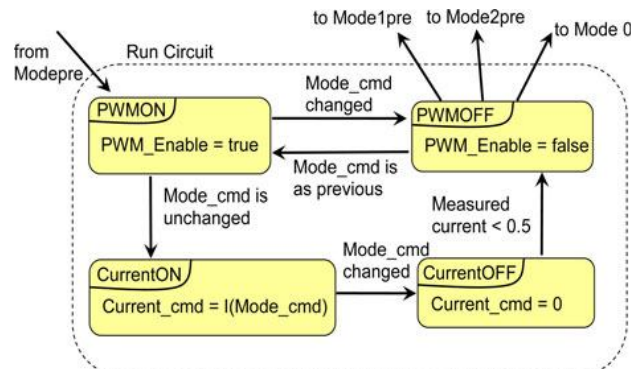 to Mode1pre
to Mode2pre
to Mode 0
from
Modepre
Run Circuit
Mode_cmd
changed
PWMON
PWM_Enable = true
PWMOFF
PWM_Enable = false
Mode_cmd is
as previous
Mode_cmd is
unchanged
Measured
current < 0.5
Mode_cmd
changed
CurrentON
Current_cmd = I(Mode_cmd)
CurrentOFF
Current_cmd = 0